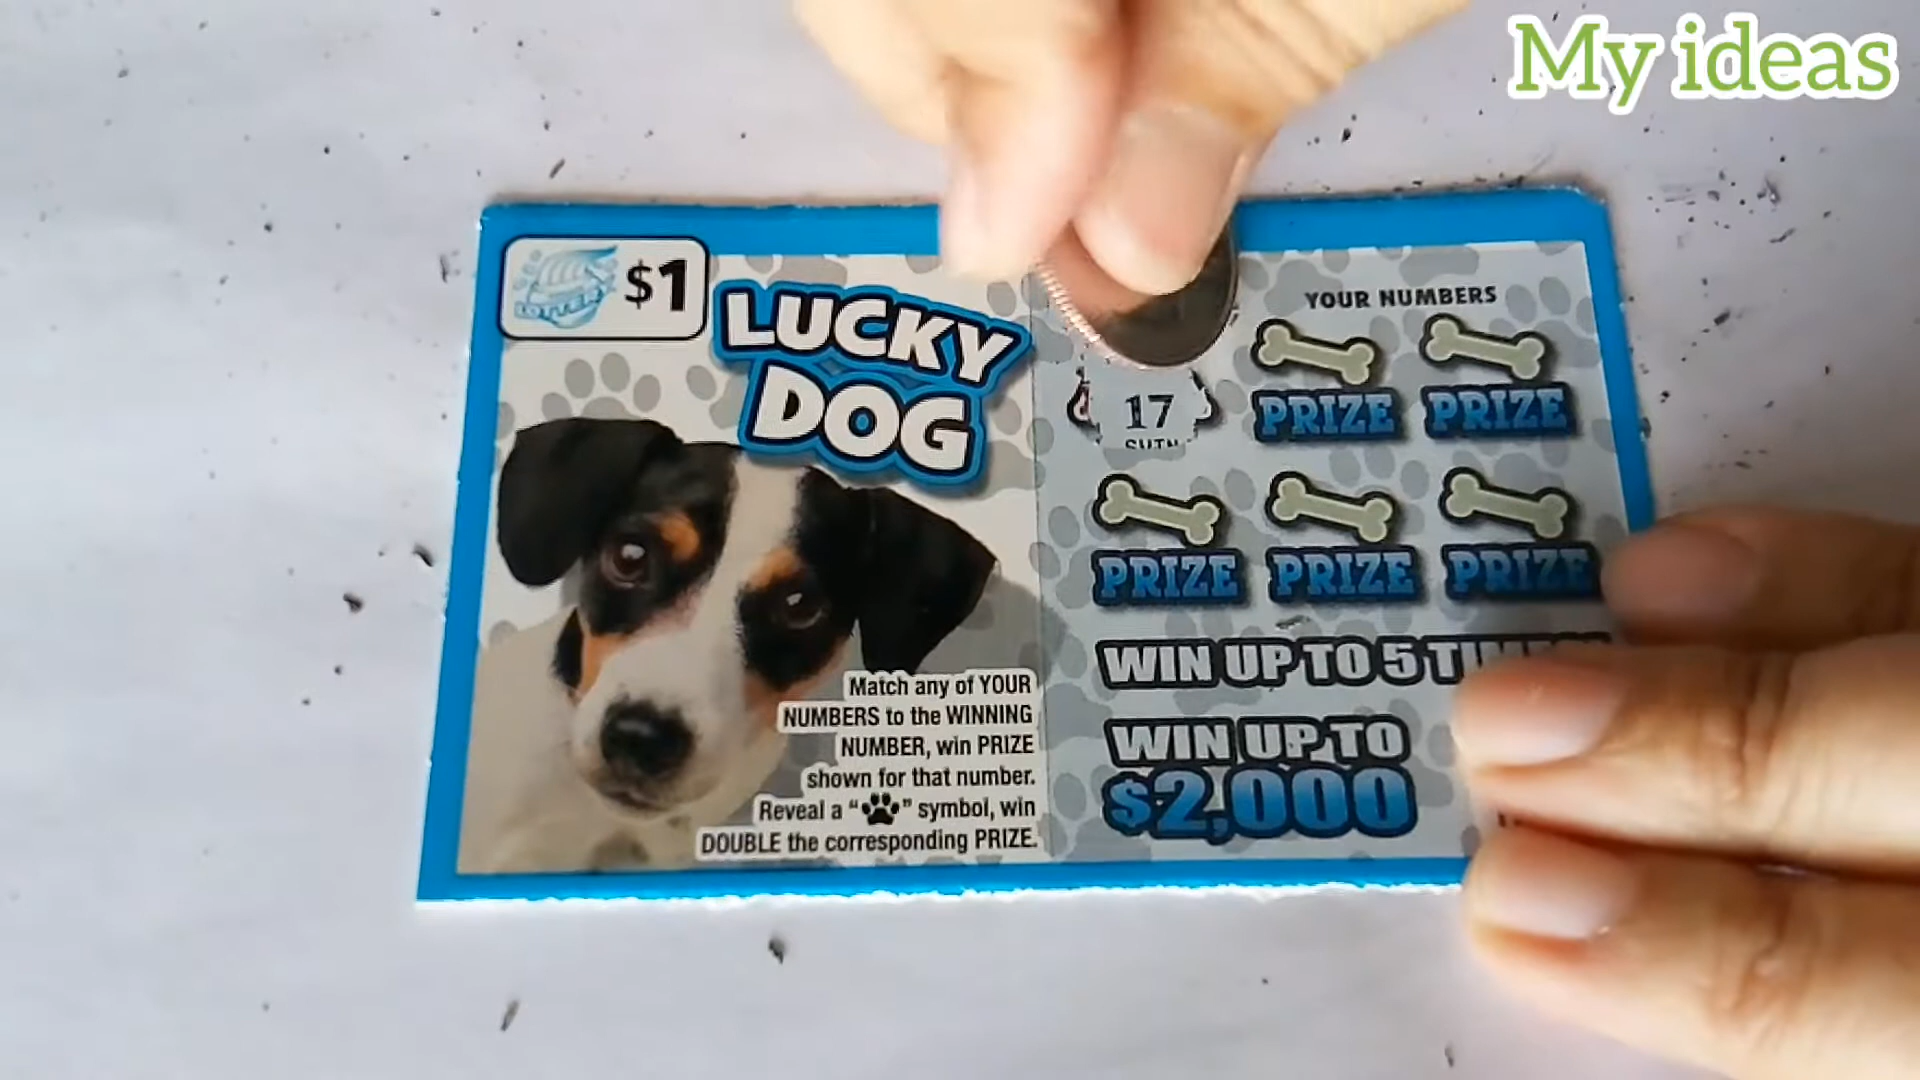 My ideas
$1
LOTTERY
LUCKY
DOG
Match any of YOUR
NUMBERS to the WINNING
NUMBER, win PRIZE
shown for that number.
Reveal a " " symbol, win
DOUBLE the corresponding PRIZE.
YOUR NUMBERS
17
PRIZE PRIZE
PRIZE PRIZE PRIZE
WIN UP TO 5
WIN UP TO
$2,000